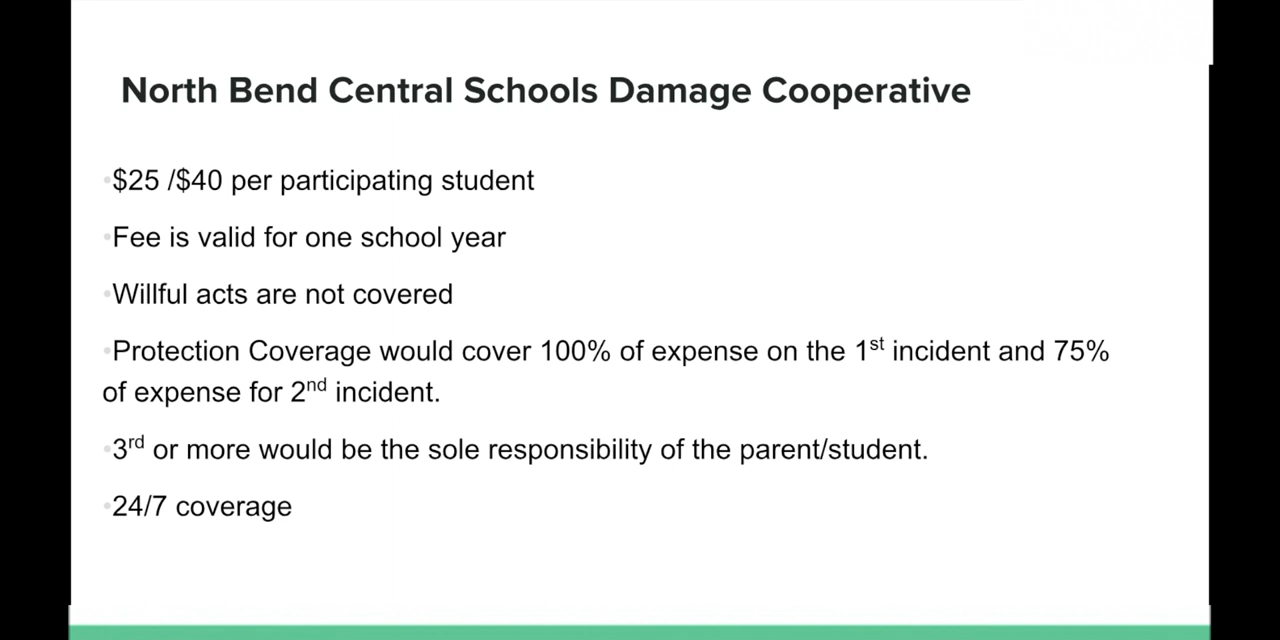 North Bend Central Schools Damage Cooperative
•$25 /$40 per participating student
•Fee is valid for one school year
•Willful acts are not covered
•Protection Coverage would cover 100% of expense on the 1st incident and 75%
of expense for 2nd incident.
•3rd or more would be the sole responsibility of the parent/student.
•24/7 coverage